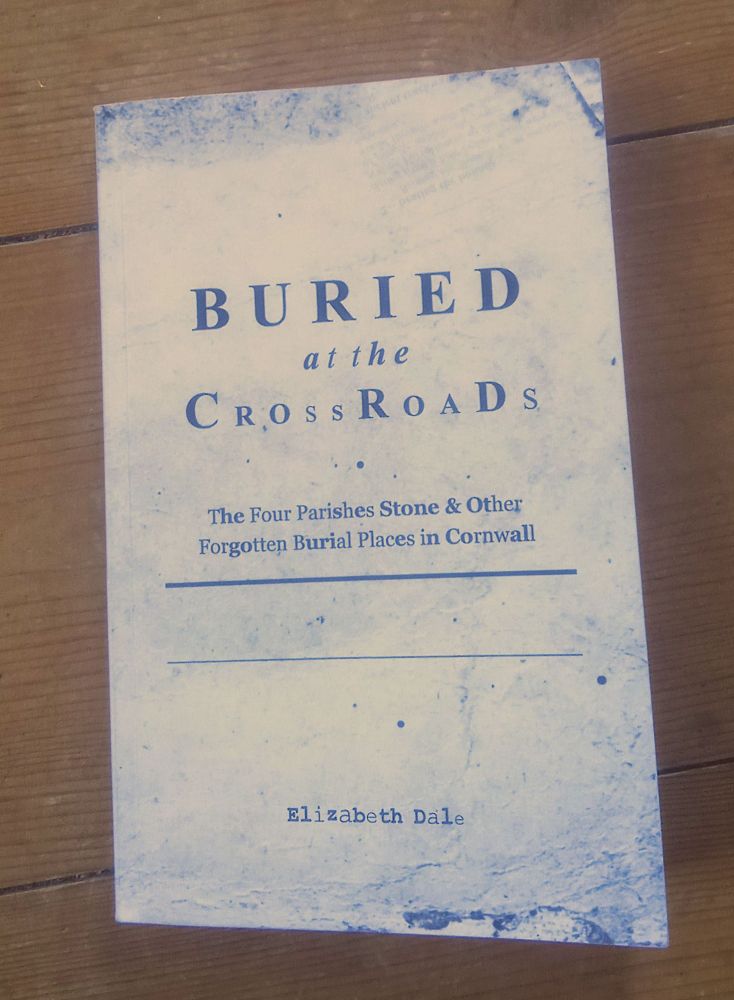 BURIED
at the
CROSSROADS
The Four Parishes Stone & Other
Forgotten Burial Places in Cornwall
Elizabeth Dale